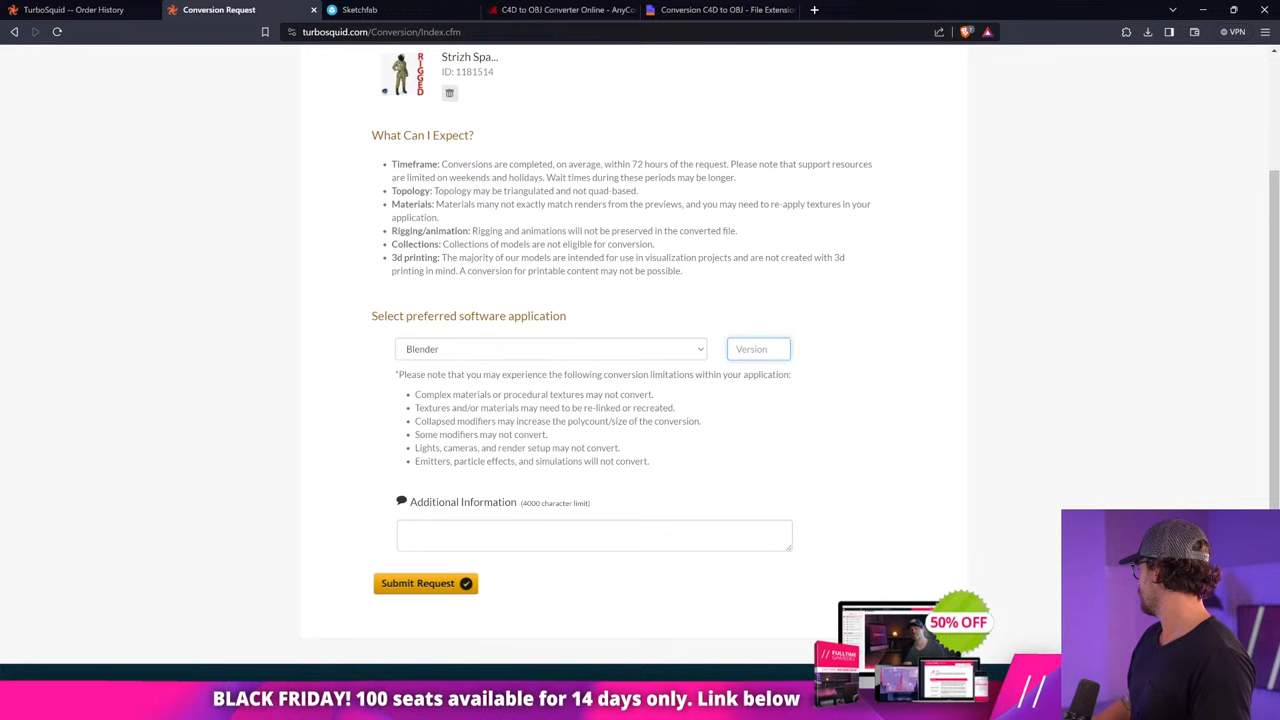 TurboSquid -- Order History
Conversion Request
Sketchfab
C4D to OBJ Converter Online - AnyCo
Conversion C4D to OBJ - File Extensio
turbosquid.com/Conversion/Index.cfm
VPN
RIGGED
Strizh Spa...
ID: 1181514
What Can I Expect?
• Timeframe: Conversions are completed, on average, within 72 hours of the request. Please note that support resources
are limited on weekends and holidays. Wait times during these periods may be longer.
• Topology: Topology may be triangulated and not quad-based.
• Materials: Materials many not exactly match renders from the previews, and you may need to re-apply textures in your
application.
• Rigging/animation: Rigging and animations will not be preserved in the converted file.
• Collections: Collections of models are not eligible for conversion.
• 3d printing: The majority of our models are intended for use in visualization projects and are not created with 3d
printing in mind. A conversion for printable content may not be possible.
Select preferred software application
Blender
Version
*Please note that you may experience the following conversion limitations within your application:
• Complex materials or procedural textures may not convert.
• Textures and/or materials may need to be re-linked or recreated.
• Collapsed modifiers may increase the polycount/size of the conversion.
• Some modifiers may not convert.
• Lights, cameras, and render setup may not convert.
• Emitters, particle effects, and simulations will not convert.
Additional Information (4000 character limit)
Submit Request
50% OFF
// FULLTIME
GAMEDEV
BLACK FRIDAY! 100 seats available for 14 days only. Link below
//